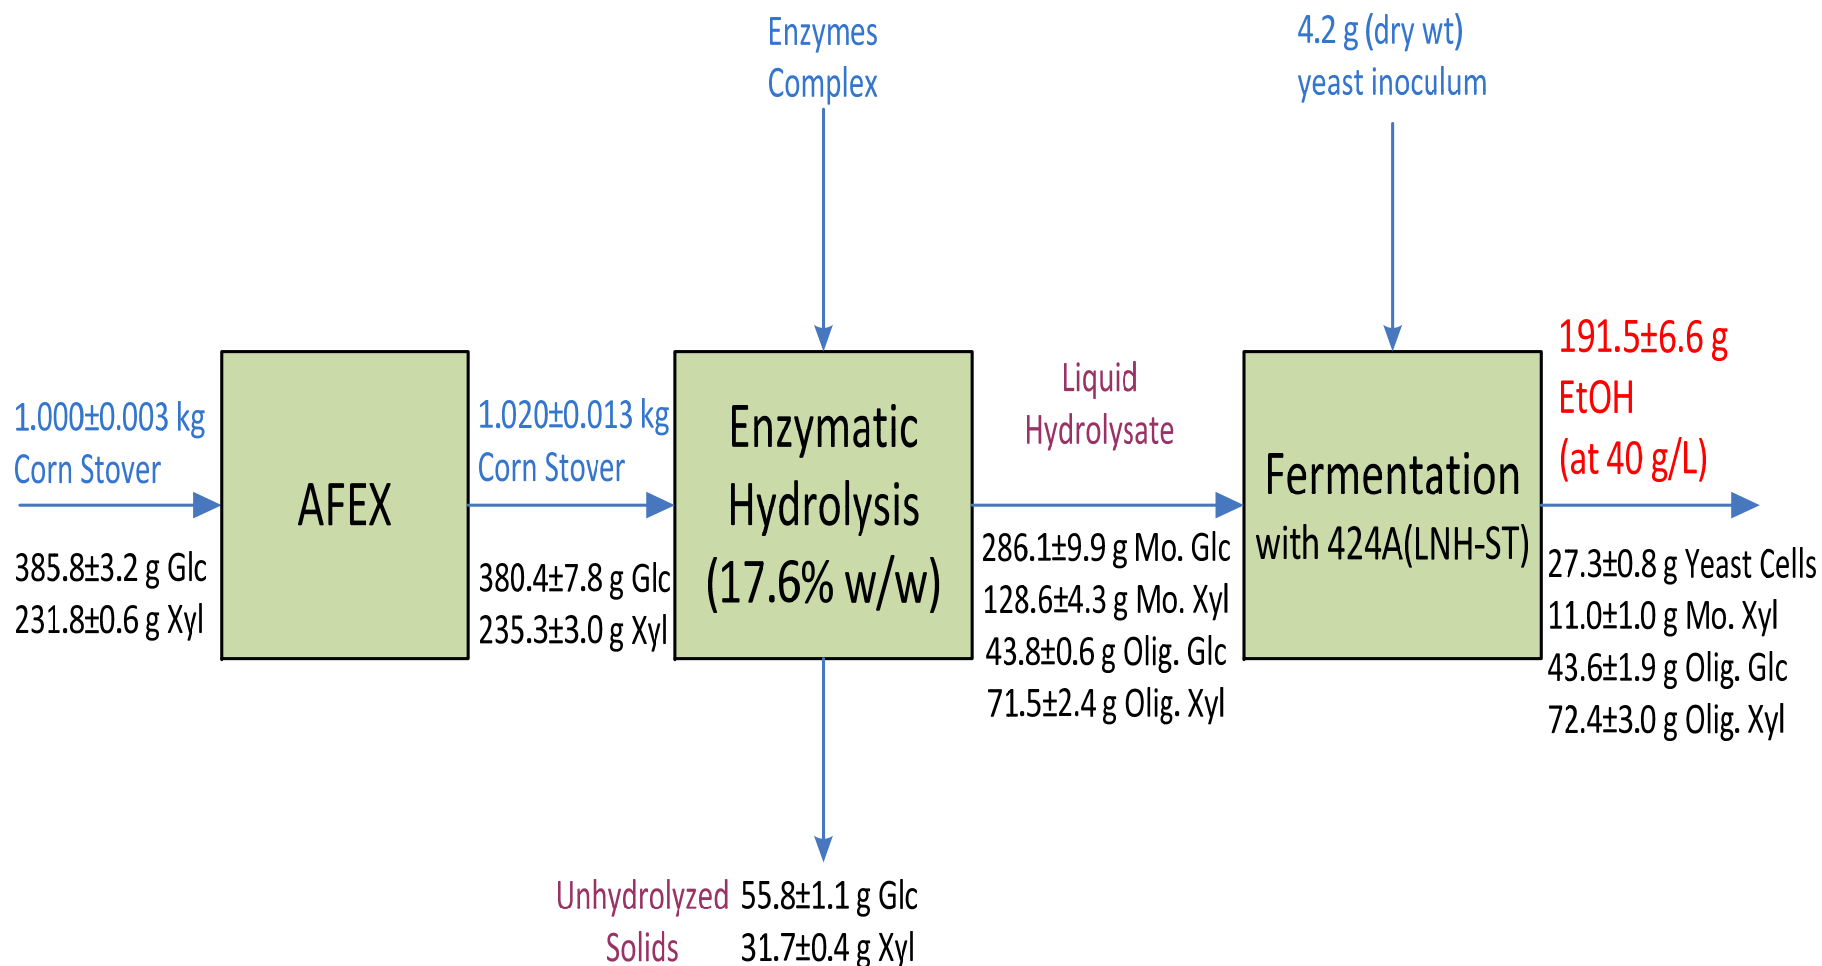 Enzymes
Complex
4.2 g (dry wt)
yeast inoculum
1.000±0.003 kg
Corn Stover
385.8±3.2 g Glc
231.8±0.6 g Xyl
AFEX
1.020±0.013 kg
Corn Stover
380.4±7.8 g Glc
235.3±3.0 g Xyl
Enzymatic
Hydrolysis
(17.6% w/w)
Unhydrolyzed
Solids
55.8±1.1 g Glc
31.7±0.4 g Xyl
Liquid
Hydrolysate
286.1±9.9 g Mo. Glc
128.6±4.3 g Mo. Xyl
43.8±0.6 g Olig. Glc
71.5±2.4 g Olig. Xyl
Fermentation
with 424A(LNH-ST)
191.5±6.6 g
EtOH
(at 40 g/L)
27.3±0.8 g Yeast Cells
11.0±1.0 g Mo. Xyl
43.6±1.9 g Olig. Glc
72.4±3.0 g Olig. Xyl